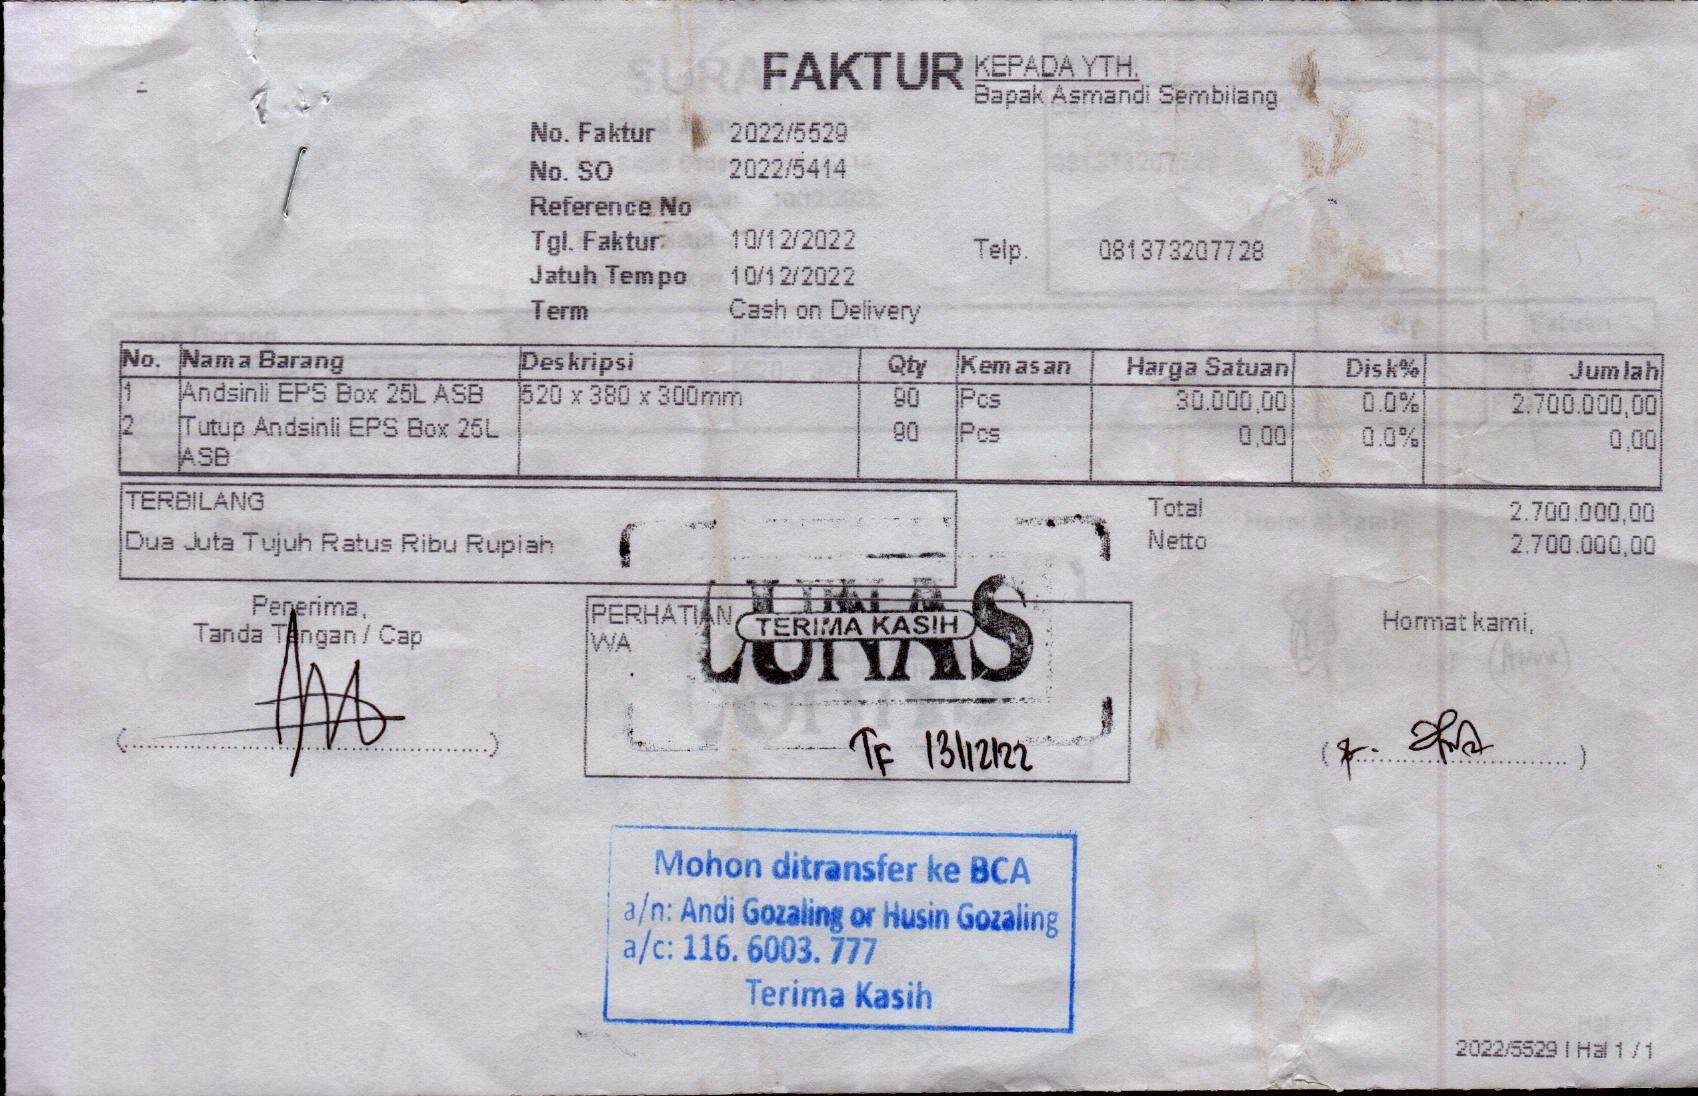 FAKTUR
KEPADA YTH.
Bapak Asmandi Sembilang
No. Faktur 2022/5529
No. SO 2022/5414
Reference No
Tgl. Faktur 10/12/2022
Telp. 081373207728
Jatuh Tempo 10/12/2022
Term Cash on Delivery
No. Nama Barang Deskripsi Qty Kemasan Harga Satuan Disk% Jumlah
1 Andsinli EPS Box 25L ASB 520 x 380 x 300mm 90 Pcs 30.000,00 0.0% 2.700.000,00
2 Tutup Andsinli EPS Box 25L 90 Pcs 0,00 0.0% 0,00
ASB
TERBILANG
Dua Juta Tujuh Ratus Ribu Rupiah
Total 2.700.000,00
Netto 2.700.000,00
Penerima,
Tanda Tangan / Cap
PERHATIAN
WA
LUNAS
TERIMA KASIH
TF 13/12/22
Hormat kami,
Mohon ditransfer ke BCA
a/n: Andi Gozaling or Husin Gozaling
a/c: 116. 6003. 777
Terima Kasih
2022/5529 | Hal 1 / 1